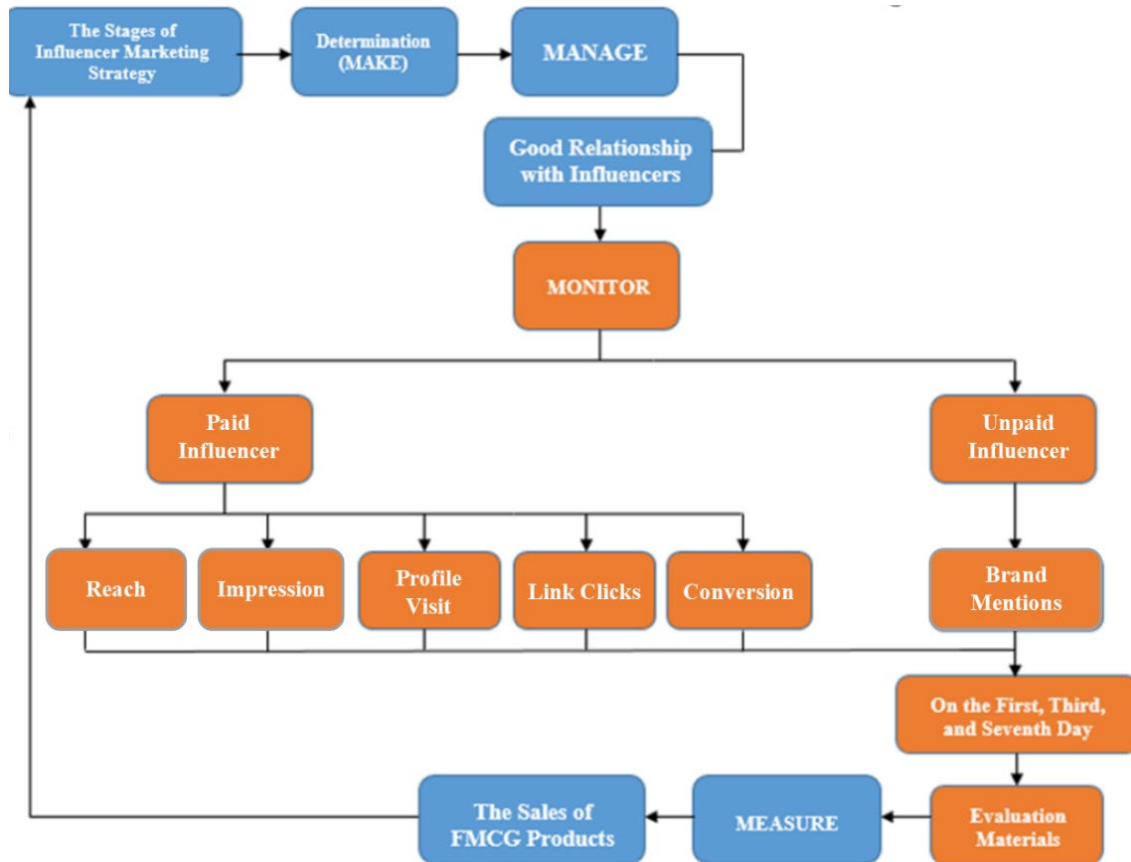 The Stages of
Influencer Marketing
Strategy
Determination
(MAKE)
MANAGE
Good Relationship
with Influencers
MONITOR
Paid
Influencer
Unpaid
Influencer
Reach
Impression
Profile
Visit
Link Clicks
Conversion
Brand
Mentions
On the First, Third,
and Seventh Day
The Sales of
FMCG Products
MEASURE
Evaluation
Materials